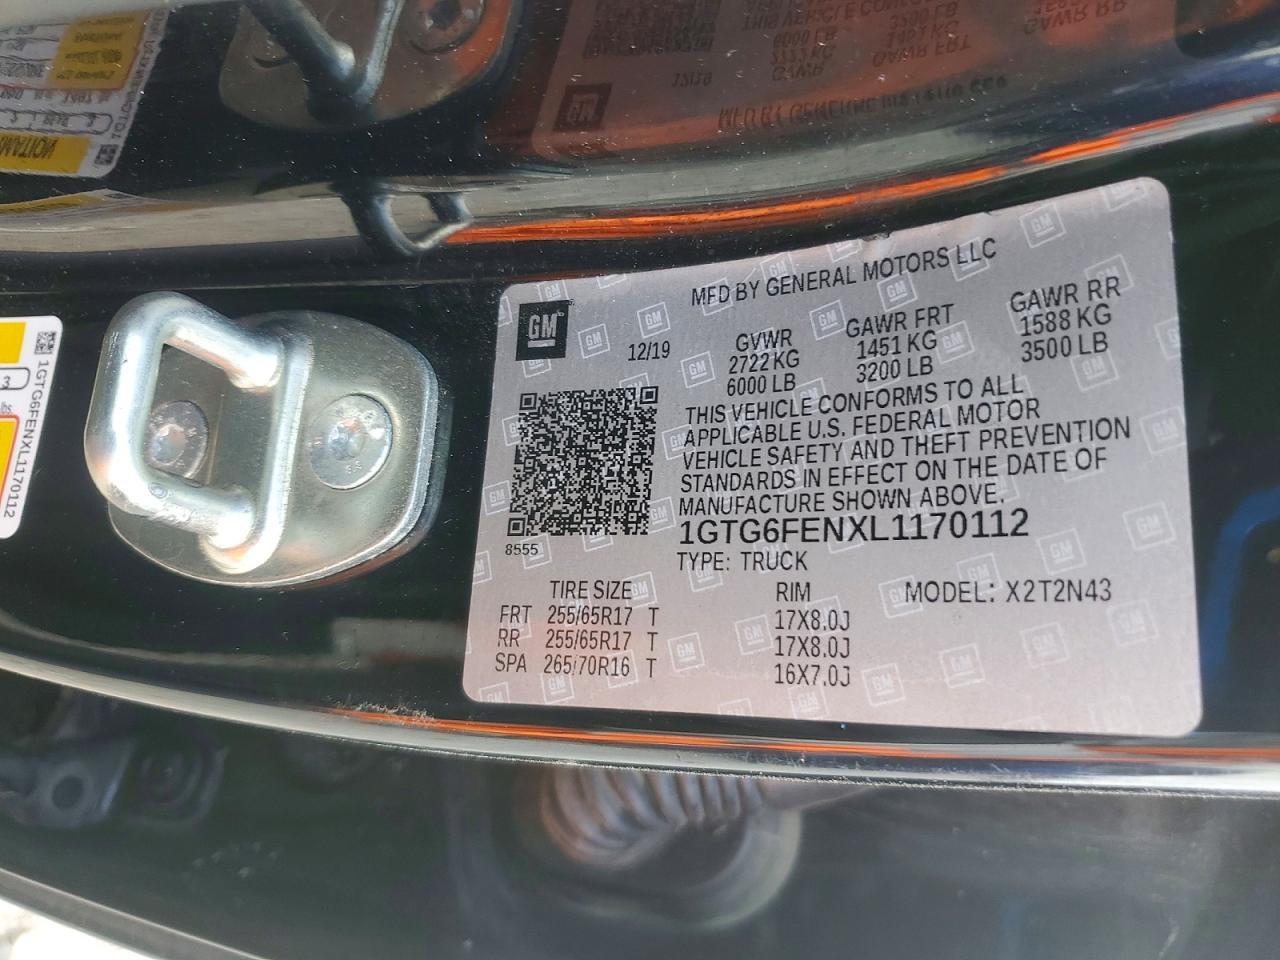 MFD BY GENERAL MOTORS LLC
GM
12/19
GVWR GAWR FRT GAWR RR
2722 KG 1451 KG 1588 KG
6000 LB 3200 LB 3500 LB
THIS VEHICLE CONFORMS TO ALL
APPLICABLE U.S. FEDERAL MOTOR
VEHICLE SAFETY AND THEFT PREVENTION
STANDARDS IN EFFECT ON THE DATE OF
MANUFACTURE SHOWN ABOVE.
8555
1GTG6FENXL1170112
TYPE: TRUCK
TIRE SIZE RIM MODEL: X2T2N43
FRT 255/65R17 T 17X8.0J
RR 255/65R17 T 17X8.0J
SPA 265/70R16 T 16X7.0J
1GTG6FENXL1170112
3
lbs.